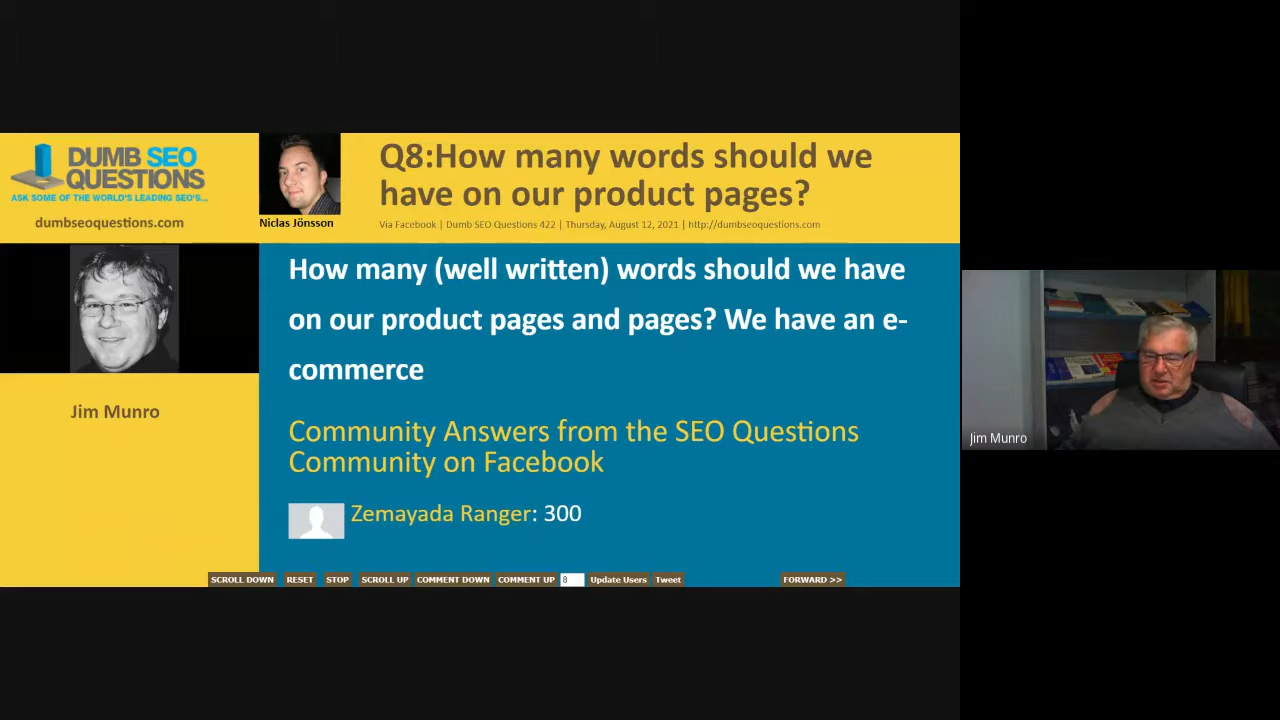 DUMB SEO
QUESTIONS
ASK SOME OF THE WORLD'S LEADING SEO'S...
dumbseoquestions.com
Niclas Jönsson
Q8:How many words should we
have on our product pages?
Via Facebook | Dumb SEO Questions 422 | Thursday, August 12, 2021 | http://dumbseoquestions.com
Jim Munro
How many (well written) words should we have
on our product pages and pages? We have an e-
commerce
Community Answers from the SEO Questions
Community on Facebook
Zemayada Ranger: 300
SCROLL DOWN RESET STOP SCROLL UP COMMENT DOWN COMMENT UP 8 Update Users Tweet FORWARD >>
Jim Munro